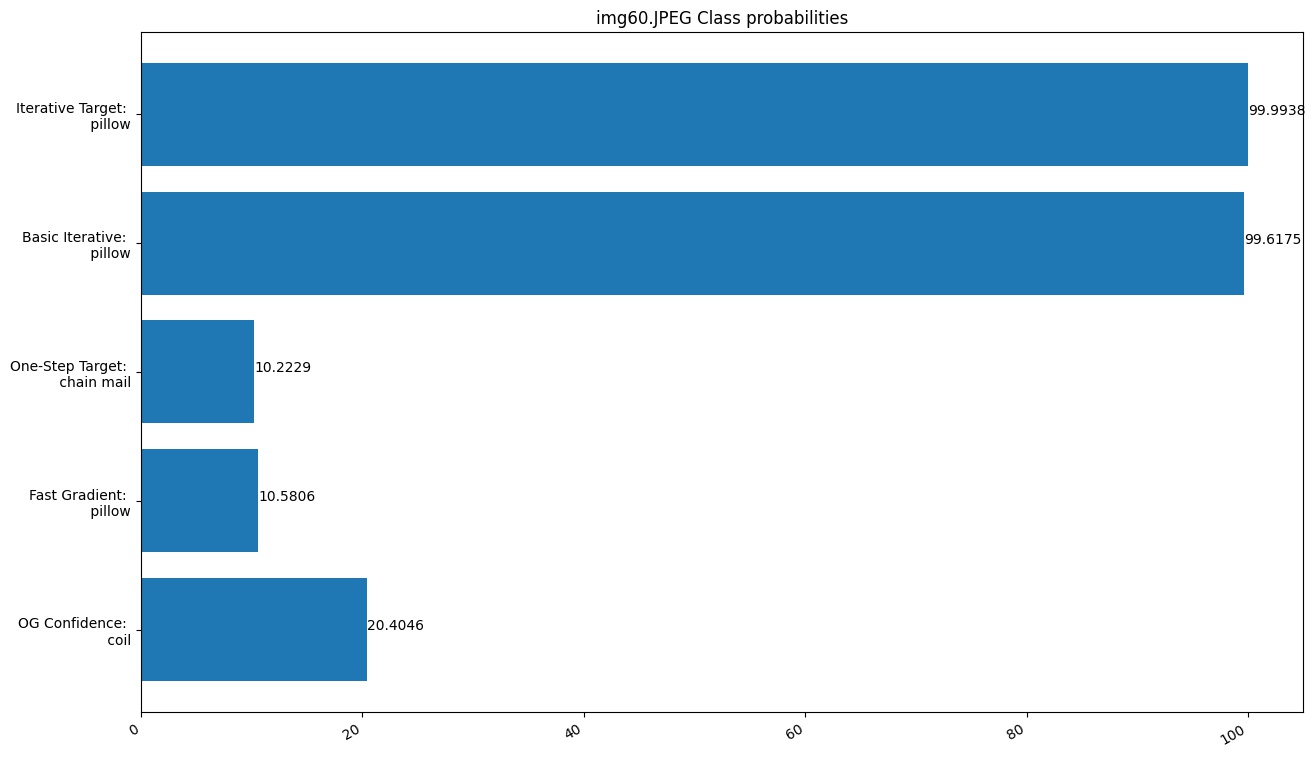 img60.JPEG Class probabilities
Iterative Target:
pillow
99.9938
Basic Iterative:
pillow
99.6175
One-Step Target:
chain mail
10.2229
Fast Gradient:
pillow
10.5806
OG Confidence:
coil
20.4046
0
20
40
60
80
100